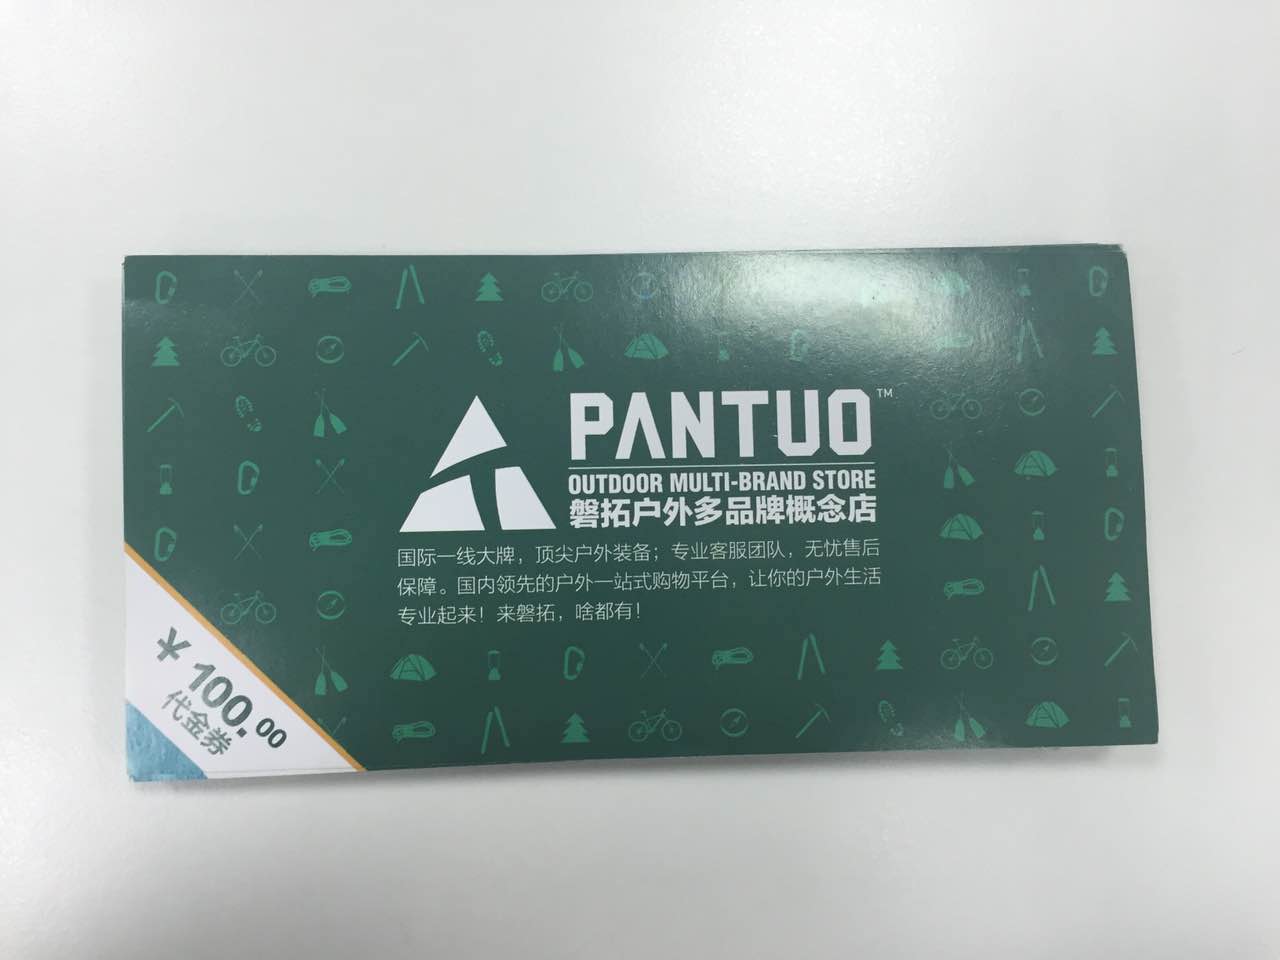 PANTUO™
OUTDOOR MULTI-BRAND STORE
磐拓户外多品牌概念店
国际一线大牌，顶尖户外装备；专业客服团队，无忧售后
保障。国内领先的户外一站式购物平台，让你的户外生活
专业起来！来磐拓，啥都有！
¥100.00
代金券